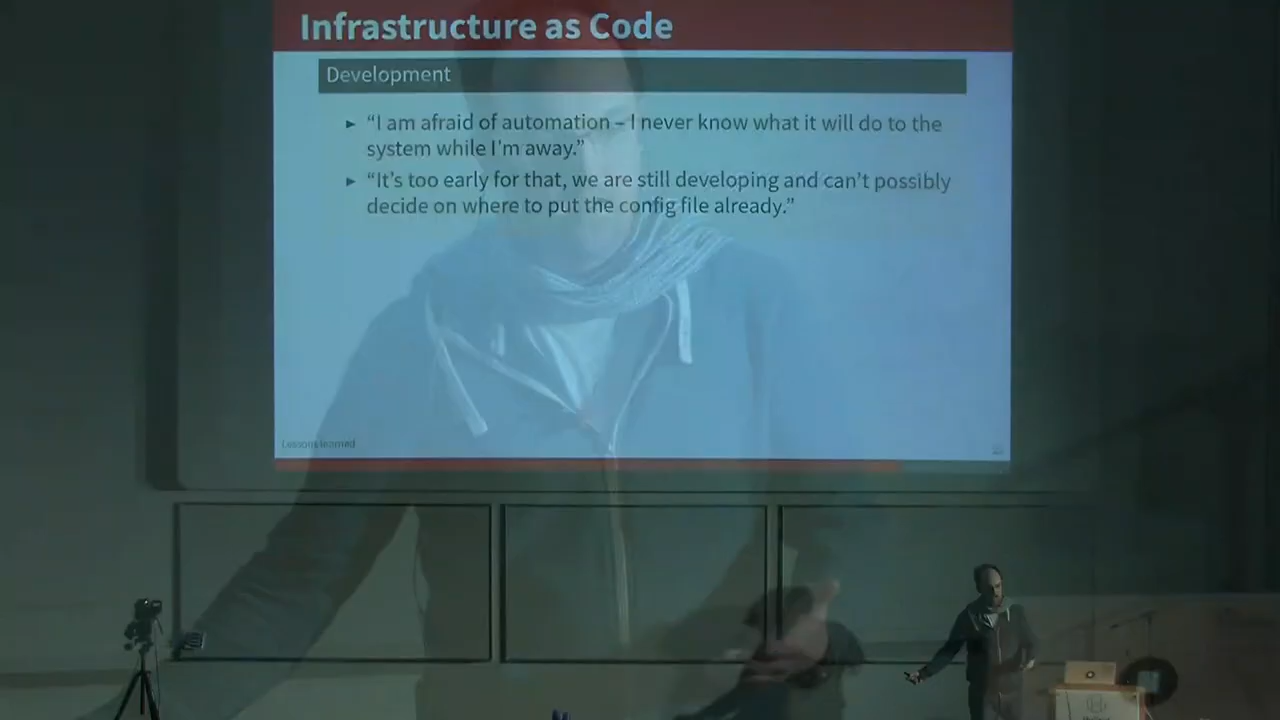 Infrastructure as Code
Development
► “I am afraid of automation – I never know what it will do to the
system while I'm away.”
► “It's too early for that, we are still developing and can't possibly
decide on where to put the config file already.”
Lessons learned